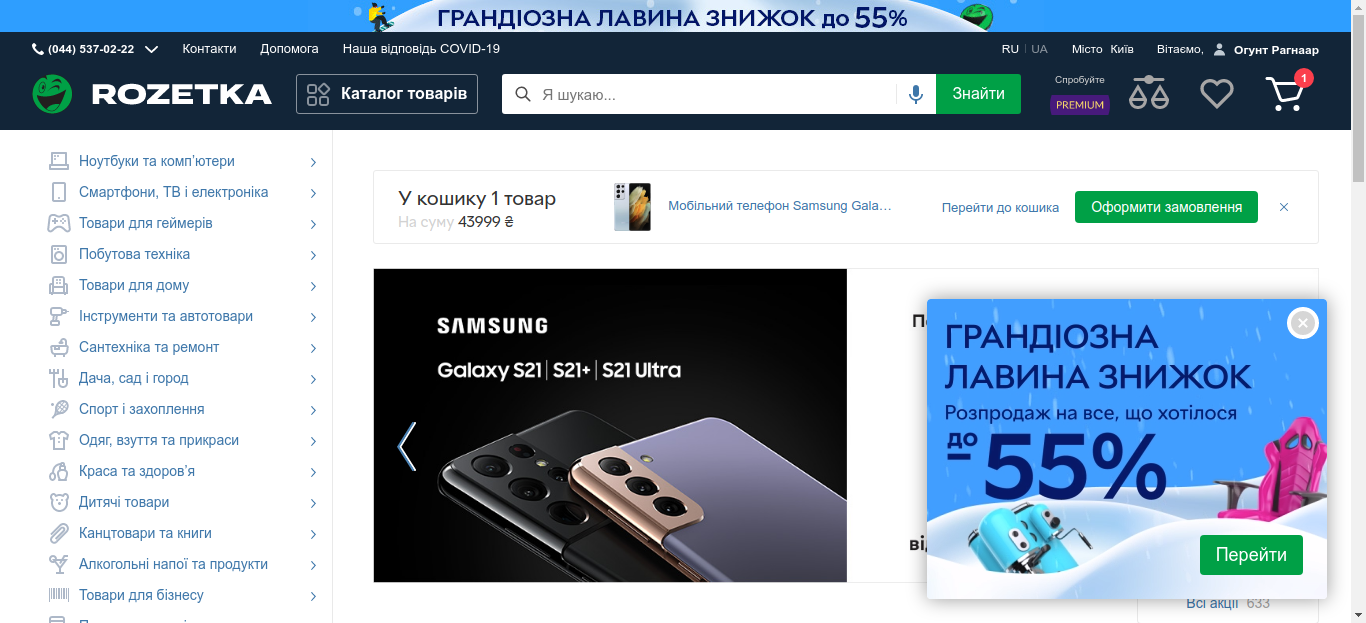 ГРАНДІОЗНА ЛАВИНА ЗНИЖОК до 55%
(044) 537-02-22 Контакти Допомога Наша відповідь COVID-19 RU UA Місто Київ Вітаємо, Огунт Рагнаар
ROZETKA Каталог товарів Я шукаю... Знайти Спробуйте PREMIUM 1
Ноутбуки та комп'ютери
Смартфони, ТВ і електроніка
Товари для геймерів
Побутова техніка
Товари для дому
Інструменти та автотовари
Сантехніка та ремонт
Дача, сад і город
Спорт і захоплення
Одяг, взуття та прикраси
Краса та здоров'я
Дитячі товари
Канцтовари та книги
Алкогольні напої та продукти
Товари для бізнесу
У кошику 1 товар
На суму 43999 ₴
Мобільний телефон Samsung Gala...
Перейти до кошика
Оформити замовлення
SAMSUNG
Galaxy S21 | S21+ | S21 Ultra
ГРАНДІОЗНА
ЛАВИНА ЗНИЖОК
Розпродаж на все, що хотілося
до 55%
Перейти
Всі акції 633